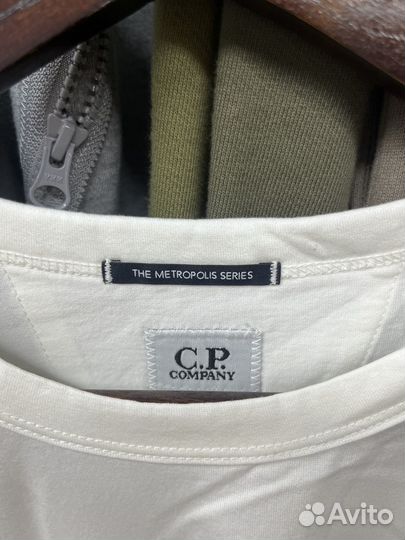 THE METROPOLIS SERIES
C.P.
COMPANY
Avito